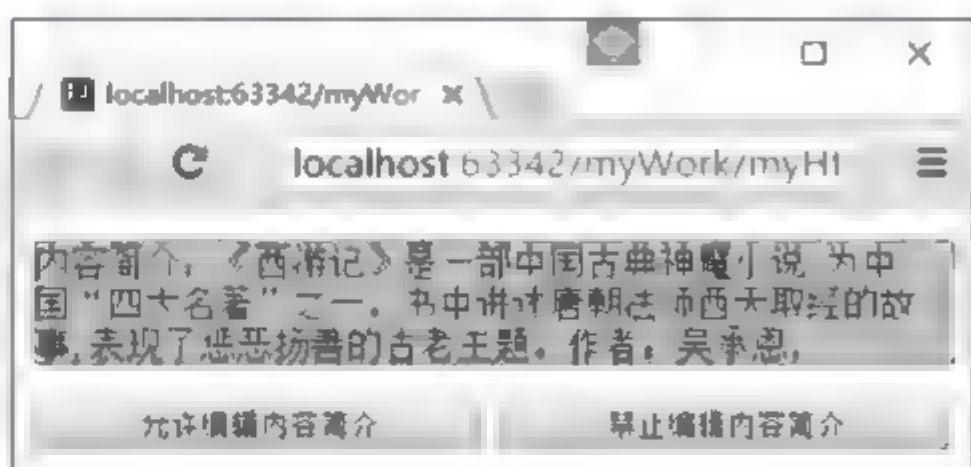 localhost:63342/myWor
localhost:63342/myWork/myHt
内容简介：《西游记》是一部中国古典神魔小说，为中
国“四大名著”之一。书中讲述唐朝法师西天取经的故
事，表现了惩恶扬善的古老主题。作者：吴承恩。
允许编辑内容简介
禁止编辑内容简介